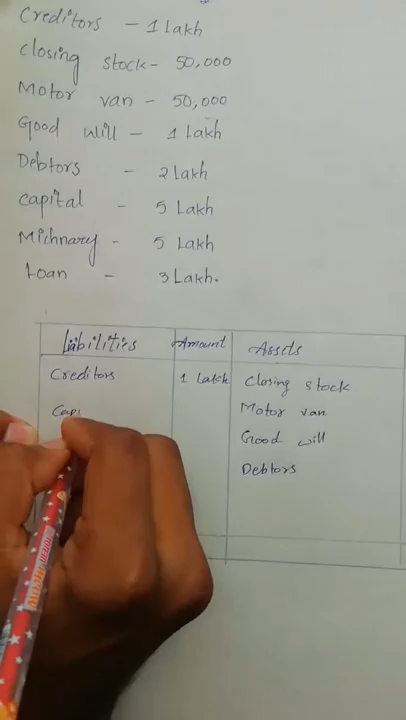 Creditors - 1 Lakh
Closing stock - 50,000
Motor van - 50,000
Good will - 1 Lakh
Debtors - 2 Lakh
Capital - 5 Lakh
Michnary - 5 Lakh
Loan - 3 Lakh.
Liabilities Amount Assets
Creditors 1 Lakh Closing stock
Cap Motor van
Good will
Debtors